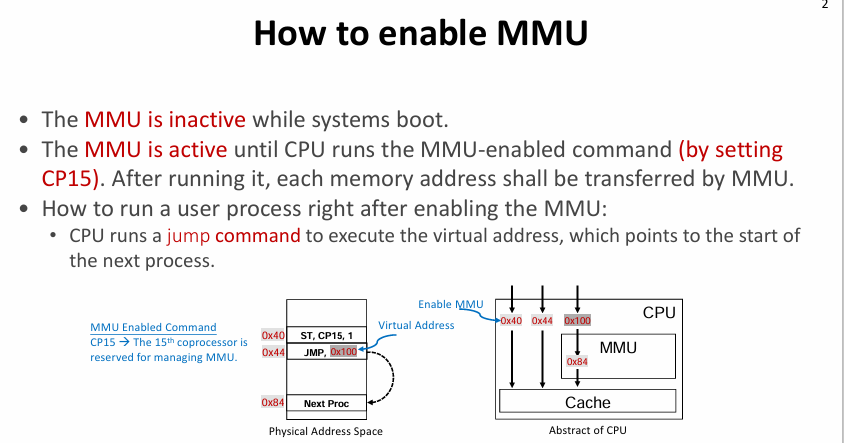 2
How to enable MMU
• The MMU is inactive while systems boot.
• The MMU is active until CPU runs the MMU-enabled command (by setting
CP15). After running it, each memory address shall be transferred by MMU.
• How to run a user process right after enabling the MMU:
• CPU runs a jump command to execute the virtual address, which points to the start of
the next process.
MMU Enabled Command
CP15 → The 15th coprocessor is
reserved for managing MMU.
0x40 ST, CP15, 1
0x44 JMP, 0x100
0x84 Next Proc
Physical Address Space
Virtual Address
Enable MMU
0x40 0x44 0x100
CPU
MMU
0x84
Cache
Abstract of CPU